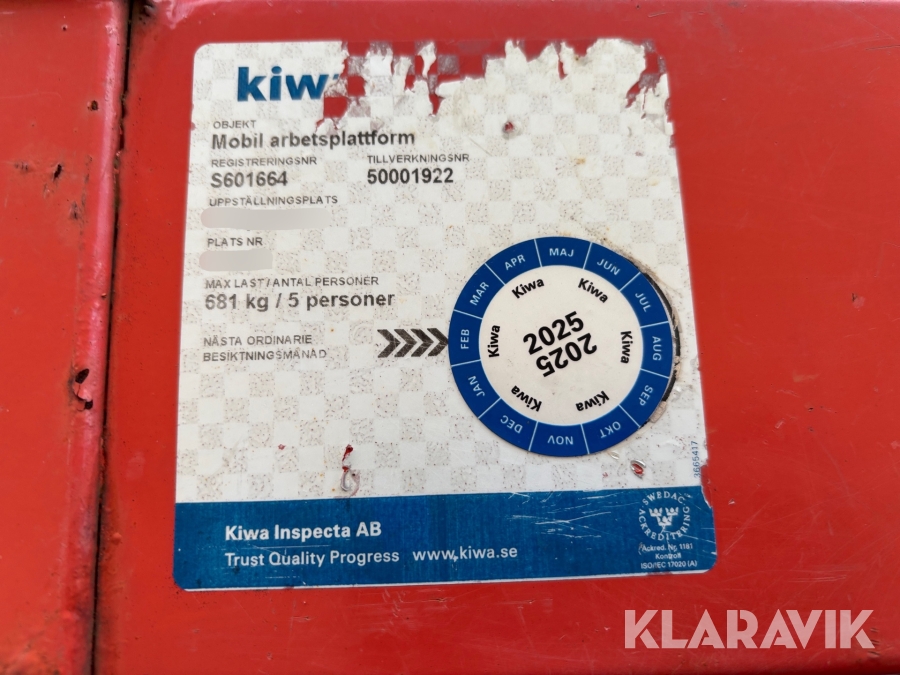 kiw
OBJEKT
Mobil arbetsplattform
REGISTRERINGSNR TILLVERKNINGSNR
S601664 50001922
UPPSTÄLLNINGSPLATS
PLATS NR
MAX LAST / ANTAL PERSONER
681 kg / 5 personer
NÄSTA ORDINARIE
BESIKTNINGSMÅNAD
JAN FEB MAR APR MAJ JUN JUL AUG SEP OKT NOV DEC
Kiwa Kiwa Kiwa Kiwa Kiwa Kiwa
2025
2025
3665417
Kiwa Inspecta AB
Trust Quality Progress www.kiwa.se
SWEDAC
ACKREDITERING
Ackred. Nr. 1181
Kontroll
ISO/IEC 17020 (A)
KLARAVIK